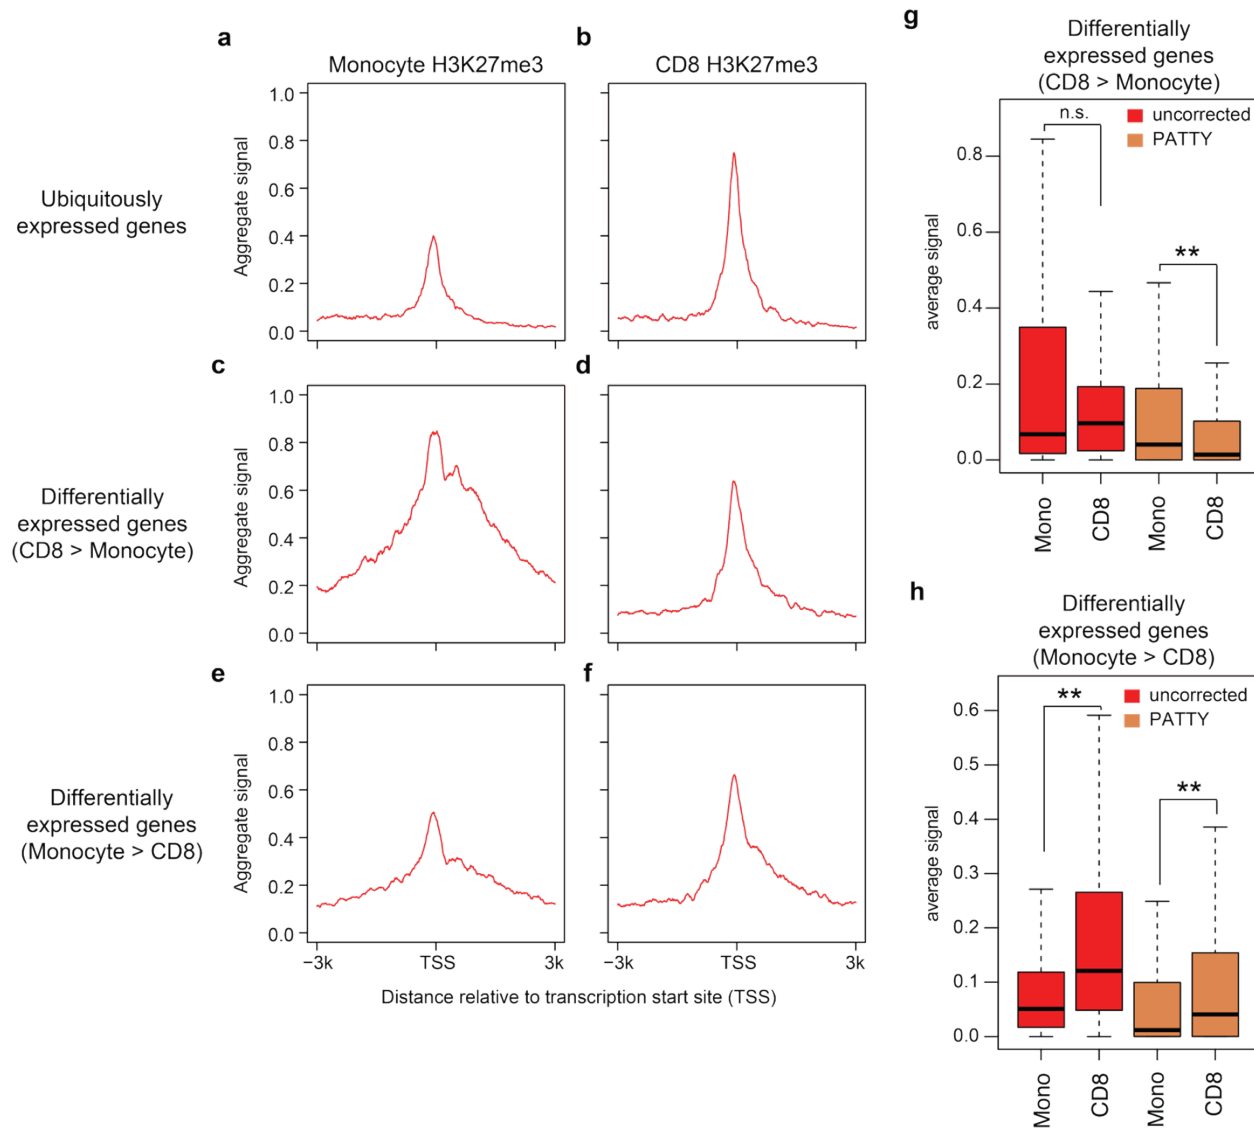 a
Monocyte H3K27me3
b
CD8 H3K27me3
Ubiquitously
expressed genes
Aggregate signal
1.0
0.8
0.6
0.4
0.2
0.0
Aggregate signal
c
d
Differentially
expressed genes
(CD8 > Monocyte)
Aggregate signal
1.0
0.8
0.6
0.4
0.2
0.0
Aggregate signal
e
f
Differentially
expressed genes
(Monocyte > CD8)
Aggregate signal
1.0
0.8
0.6
0.4
0.2
0.0
Aggregate signal
−3k TSS 3k
−3k TSS 3k
Distance relative to transcription start site (TSS)
g
Differentially
expressed genes
(CD8 > Monocyte)
n.s.
uncorrected
PATTY
**
average signal
0.8
0.6
0.4
0.2
0.0
Mono CD8 Mono CD8
h
Differentially
expressed genes
(Monocyte > CD8)
**
uncorrected
PATTY
**
average signal
0.6
0.5
0.4
0.3
0.2
0.1
0.0
Mono CD8 Mono CD8